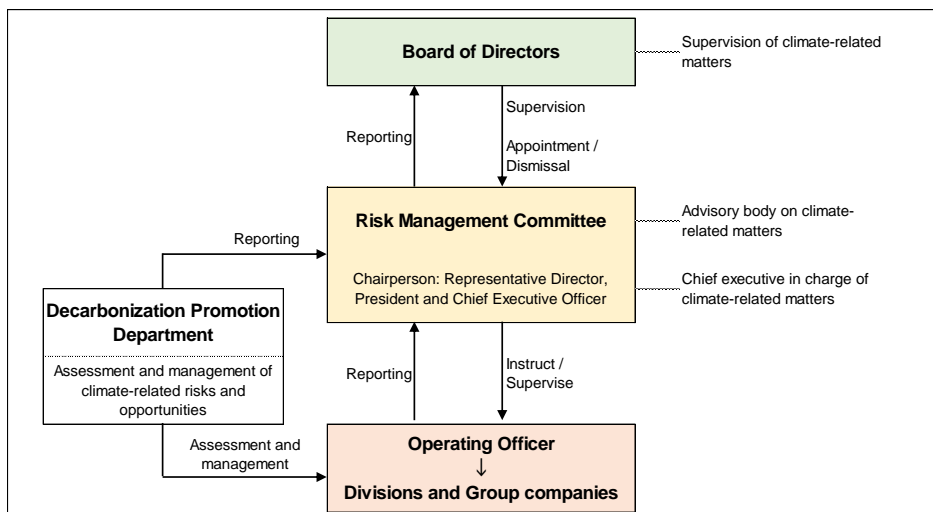 Board of Directors
Supervision of climate-related
matters
Reporting
Supervision
Appointment /
Dismissal
Risk Management Committee
Chairperson: Representative Director,
President and Chief Executive Officer
Advisory body on climate-
related matters
Chief executive in charge of
climate-related matters
Reporting
Decarbonization Promotion
Department
Assessment and management of
climate-related risks and
opportunities
Reporting
Instruct /
Supervise
Assessment and
management
Operating Officer
↓
Divisions and Group companies